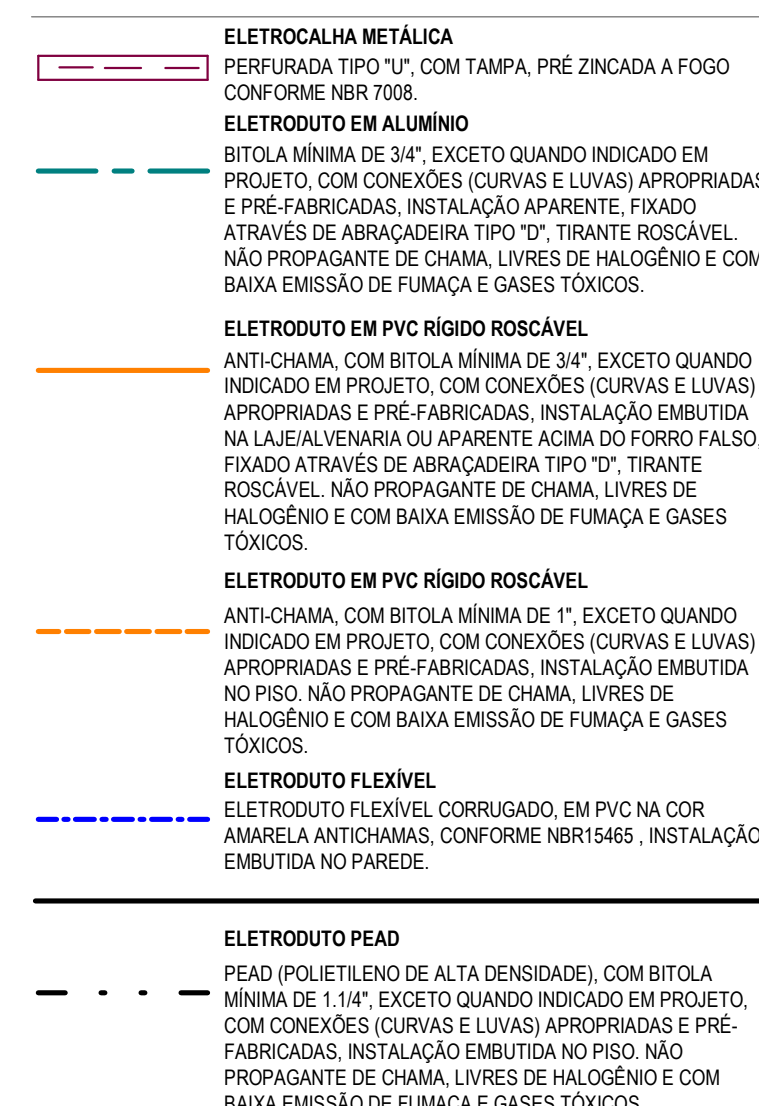 ELETROCALHA METÁLICA
PERFURADA TIPO "U", COM TAMPA, PRÉ ZINCADA A FOGO
CONFORME NBR 7008.
ELETRODUTO EM ALUMÍNIO
BITOLA MÍNIMA DE 3/4", EXCETO QUANDO INDICADO EM
PROJETO, COM CONEXÕES (CURVAS E LUVAS) APROPRIADAS
E PRÉ-FABRICADAS, INSTALAÇÃO APARENTE, FIXADO
ATRAVÉS DE ABRAÇADEIRA TIPO "D", TIRANTE ROSCÁVEL.
NÃO PROPAGANTE DE CHAMA, LIVRES DE HALOGÊNIO E COM
BAIXA EMISSÃO DE FUMAÇA E GASES TÓXICOS.
ELETRODUTO EM PVC RÍGIDO ROSCÁVEL
ANTI-CHAMA, COM BITOLA MÍNIMA DE 3/4", EXCETO QUANDO
INDICADO EM PROJETO, COM CONEXÕES (CURVAS E LUVAS)
APROPRIADAS E PRÉ-FABRICADAS, INSTALAÇÃO EMBUTIDA
NA LAJE/ALVENARIA OU APARENTE ACIMA DO FORRO FALSO,
FIXADO ATRAVÉS DE ABRAÇADEIRA TIPO "D", TIRANTE
ROSCÁVEL. NÃO PROPAGANTE DE CHAMA, LIVRES DE
HALOGÊNIO E COM BAIXA EMISSÃO DE FUMAÇA E GASES
TÓXICOS.
ELETRODUTO EM PVC RÍGIDO ROSCÁVEL
ANTI-CHAMA, COM BITOLA MÍNIMA DE 1", EXCETO QUANDO
INDICADO EM PROJETO, COM CONEXÕES (CURVAS E LUVAS)
APROPRIADAS E PRÉ-FABRICADAS, INSTALAÇÃO EMBUTIDA
NO PISO. NÃO PROPAGANTE DE CHAMA, LIVRES DE
HALOGÊNIO E COM BAIXA EMISSÃO DE FUMAÇA E GASES
TÓXICOS.
ELETRODUTO FLEXÍVEL
ELETRODUTO FLEXÍVEL CORRUGADO, EM PVC NA COR
AMARELA ANTICHAMAS, CONFORME NBR15465 , INSTALAÇÃO
EMBUTIDA NO PAREDE.
ELETRODUTO PEAD
PEAD (POLIETILENO DE ALTA DENSIDADE), COM BITOLA
MÍNIMA DE 1.1/4", EXCETO QUANDO INDICADO EM PROJETO,
COM CONEXÕES (CURVAS E LUVAS) APROPRIADAS E PRÉ-
FABRICADAS, INSTALAÇÃO EMBUTIDA NO PISO. NÃO
PROPAGANTE DE CHAMA, LIVRES DE HALOGÊNIO E COM
BAIXA EMISSÃO DE FUMAÇA E GASES TÓXICOS